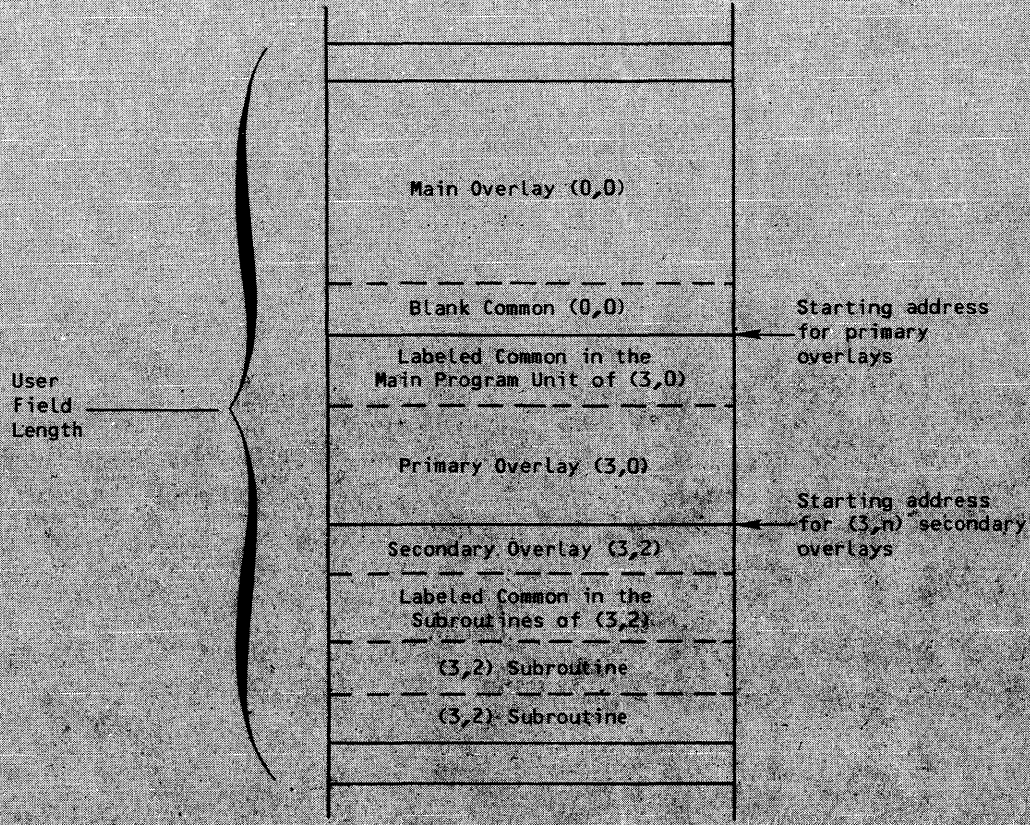 Main Overlay (0,0)
Blank Common (0,0)
Starting address
for primary
overlays
Labeled Common in the
Main Program Unit of (3,0)
User
Field
Length
Primary Overlay (3,0)
Starting address
for (3,n) secondary
overlays
Secondary Overlay (3,2)
Labeled Common in the
Subroutines of (3,2)
(3,2) Subroutine
(3,2) Subroutine